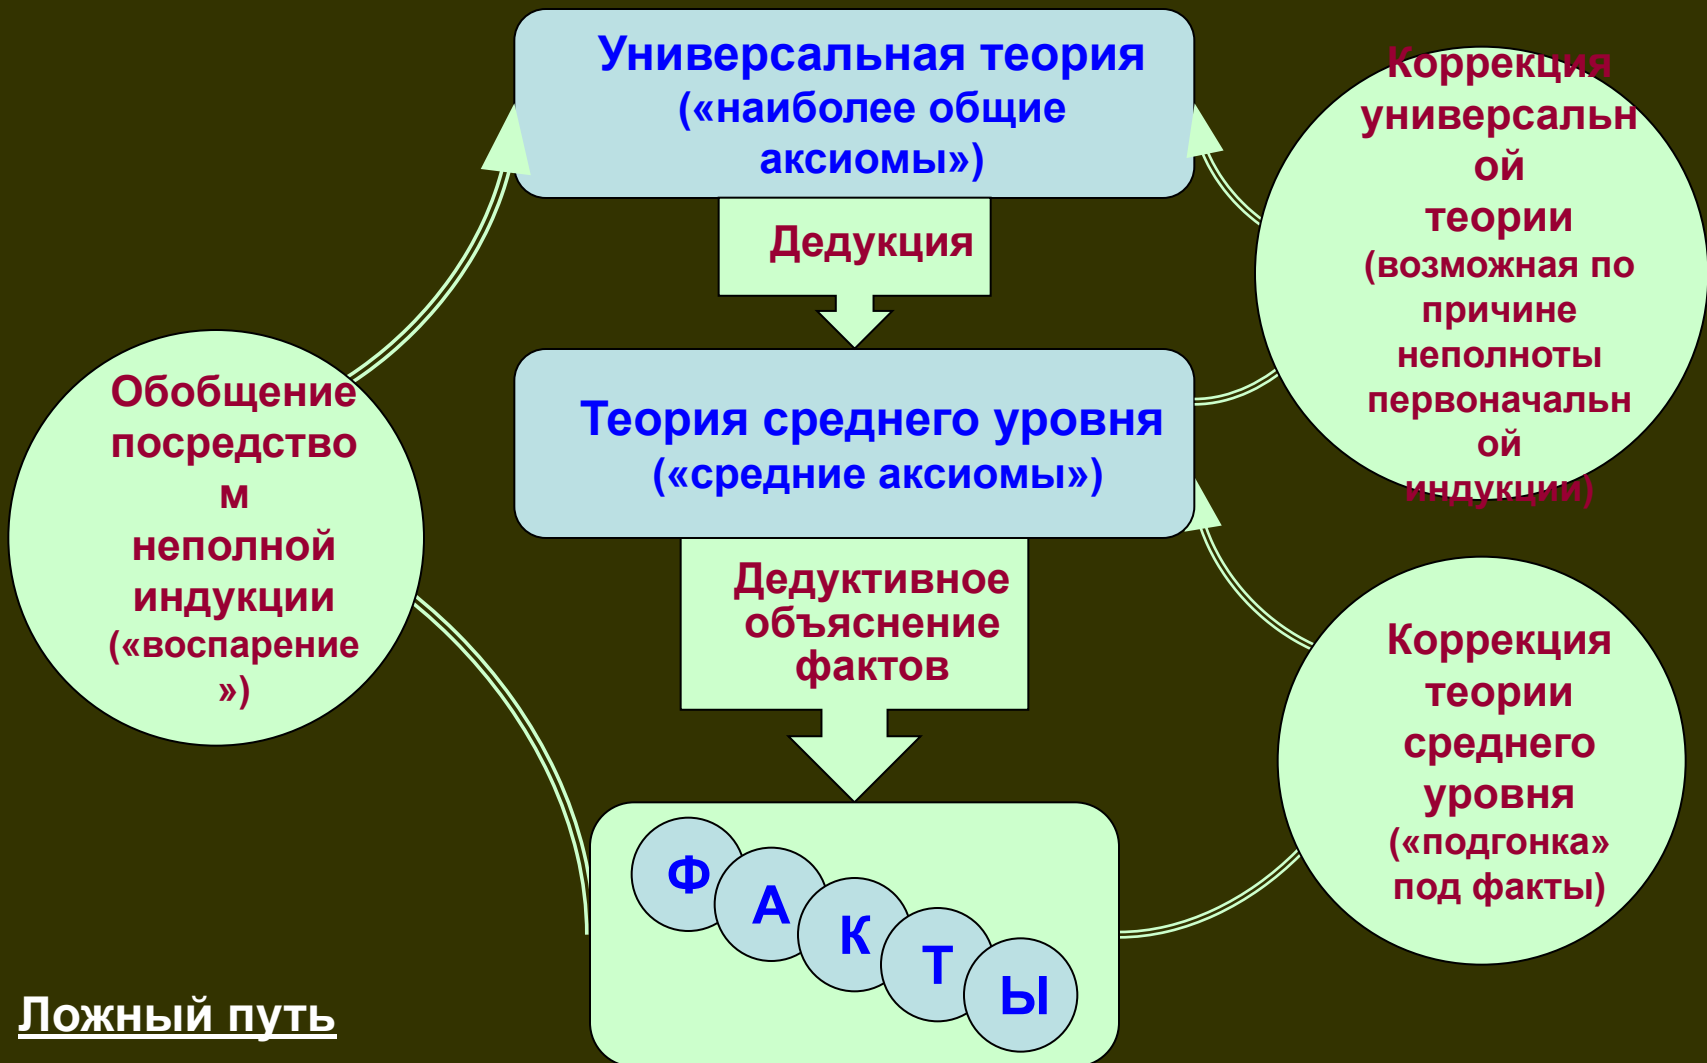 Универсальная теория
(«наиболее общие
аксиомы»)
Дедукция
Теория среднего уровня
(«средние аксиомы»)
Дедуктивное
объяснение
фактов
Ф
А
К
Т
Ы
Обобщение
посредство
м
неполной
индукции
(«воспарение
»)
Коррекция
универсальн
ой
теории
(возможная по
причине
неполноты
первоначальн
ой
индукции)
Коррекция
теории
среднего
уровня
(«подгонка»
под факты)
Ложный путь